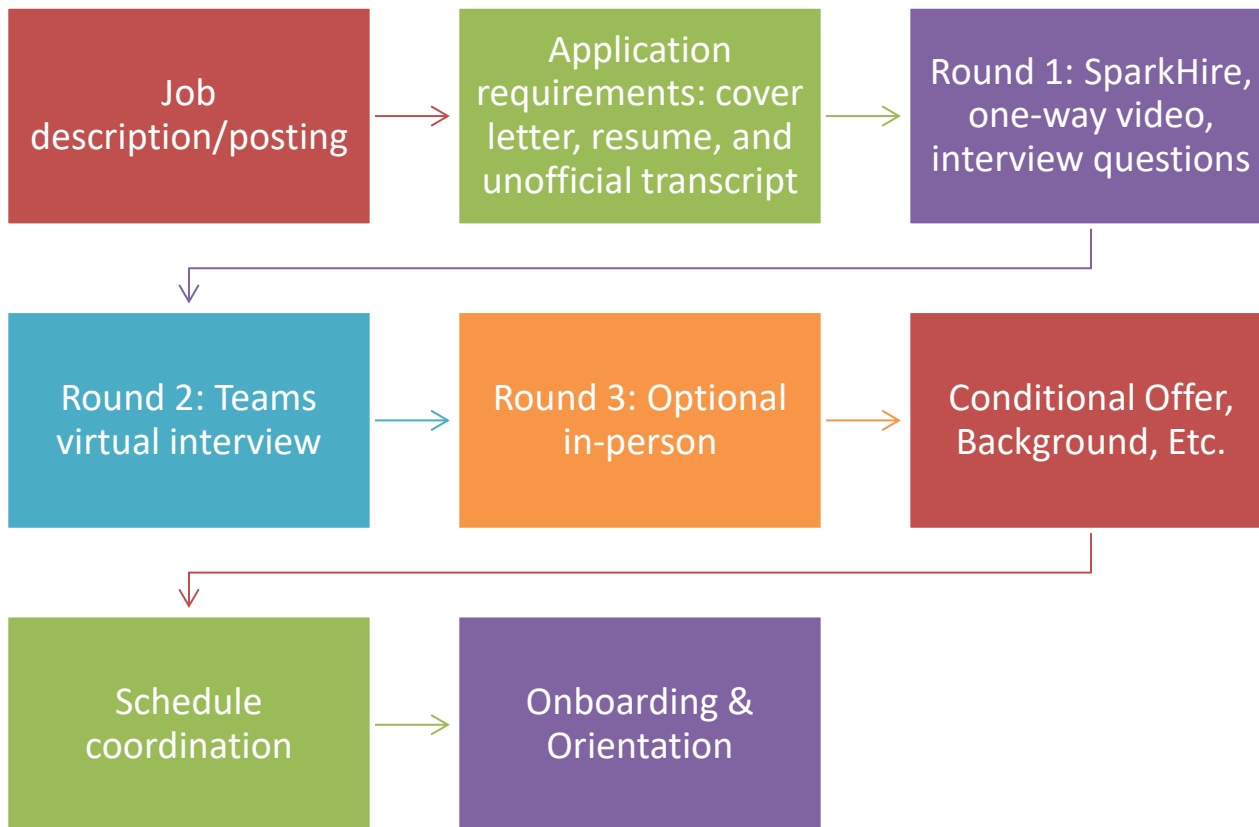 Job
description/posting
Application
requirements: cover
letter, resume, and
unofficial transcript
Round 1: SparkHire,
one-way video,
interview questions
Round 2: Teams
virtual interview
Round 3: Optional
in-person
Conditional Offer,
Background, Etc.
Schedule
coordination
Onboarding &
Orientation